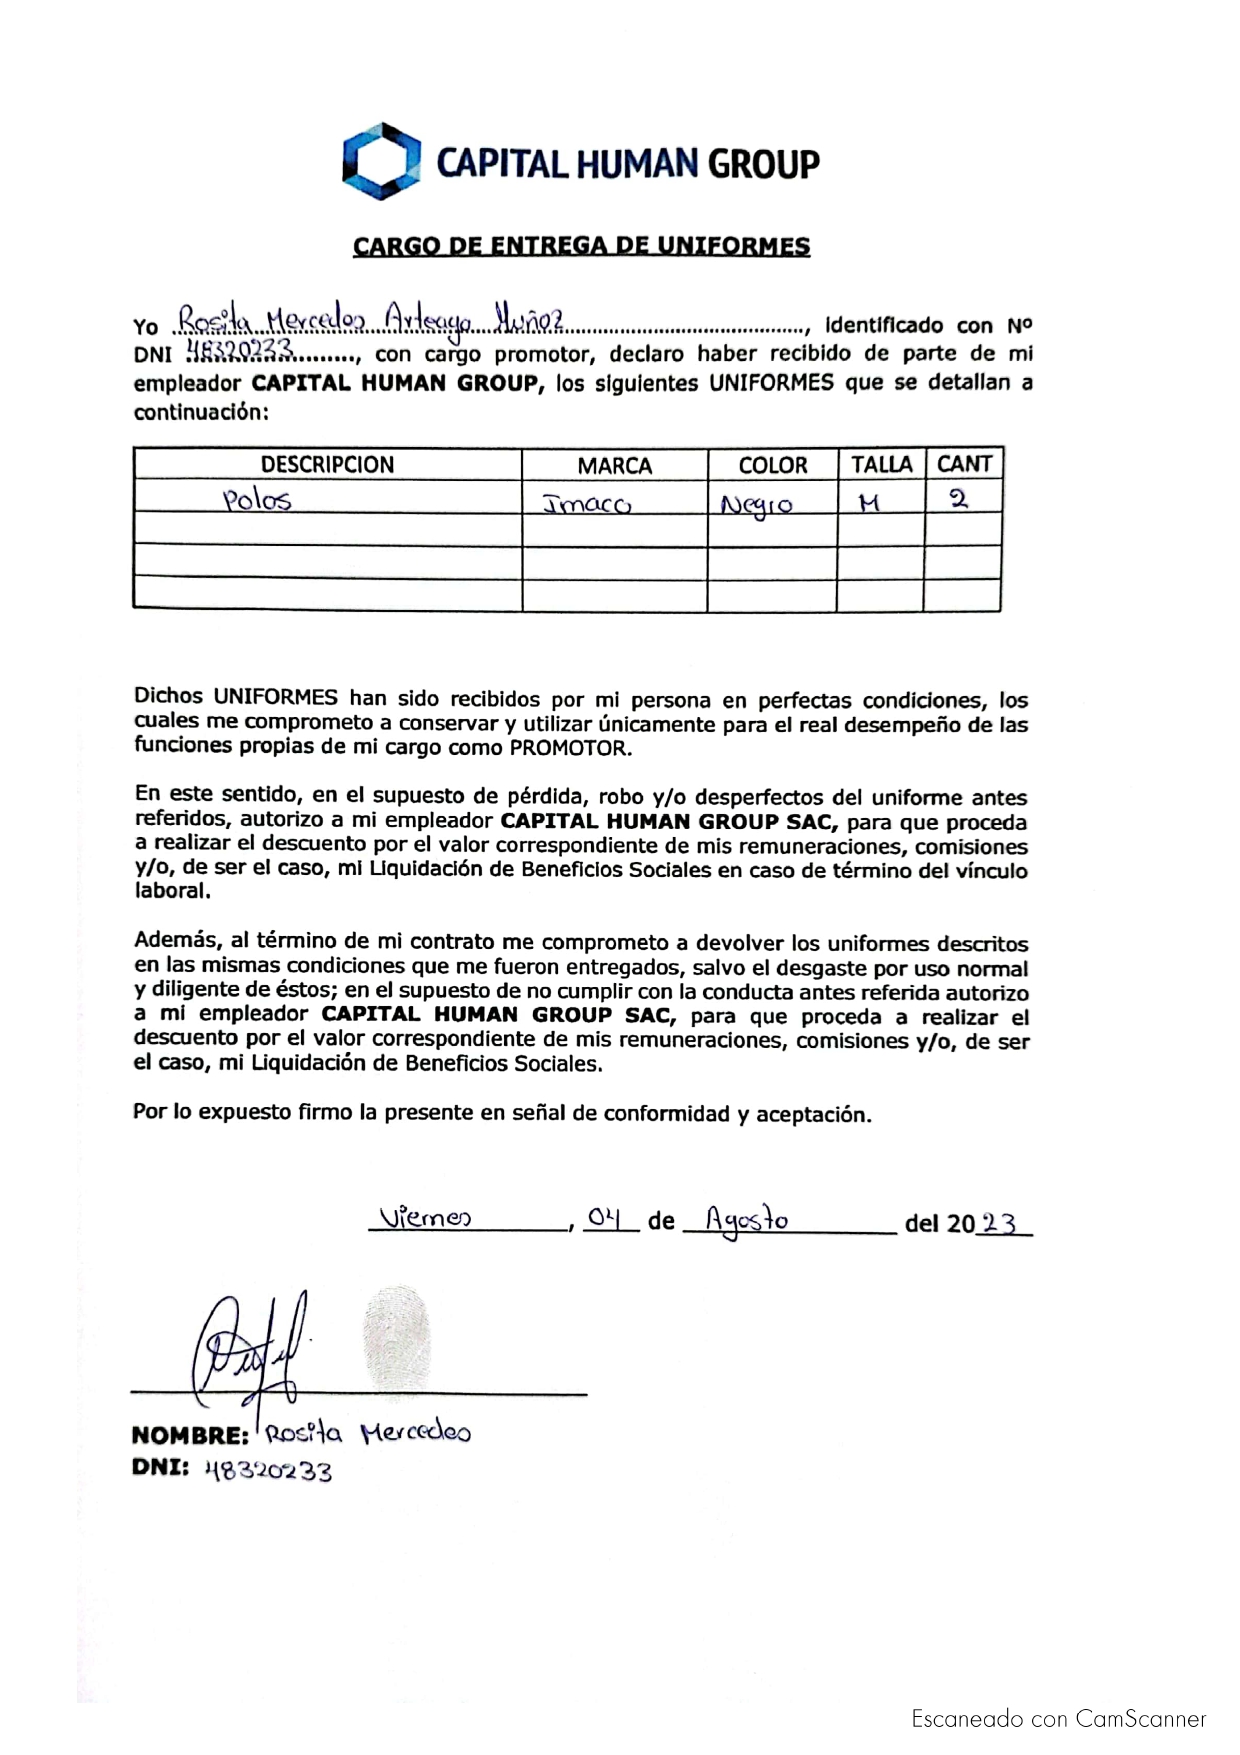 CAPITAL HUMAN GROUP
CARGO DE ENTREGA DE UNIFORMES
Yo Rosita Mercedes Arteaga Muñoz, identificado con Nº
DNI 48320233, con cargo promotor, declaro haber recibido de parte de mi
empleador CAPITAL HUMAN GROUP, los siguientes UNIFORMES que se detallan a
continuación:
DESCRIPCION MARCA COLOR TALLA CANT
Polos Imaco Negro M 2
Dichos UNIFORMES han sido recibidos por mi persona en perfectas condiciones, los
cuales me comprometo a conservar y utilizar únicamente para el real desempeño de las
funciones propias de mi cargo como PROMOTOR.
En este sentido, en el supuesto de pérdida, robo y/o desperfectos del uniforme antes
referidos, autorizo a mi empleador CAPITAL HUMAN GROUP SAC, para que proceda
a realizar el descuento por el valor correspondiente de mis remuneraciones, comisiones
y/o, de ser el caso, mi Liquidación de Beneficios Sociales en caso de término del vínculo
laboral.
Además, al término de mi contrato me comprometo a devolver los uniformes descritos
en las mismas condiciones que me fueron entregados, salvo el desgaste por uso normal
y diligente de éstos; en el supuesto de no cumplir con la conducta antes referida autorizo
a mi empleador CAPITAL HUMAN GROUP SAC, para que proceda a realizar el
descuento por el valor correspondiente de mis remuneraciones, comisiones y/o, de ser
el caso, mi Liquidación de Beneficios Sociales.
Por lo expuesto firmo la presente en señal de conformidad y aceptación.
Viernes, 04 de Agosto del 2023
NOMBRE: Rosita Mercedes
DNI: 48320233
Escaneado con CamScanner